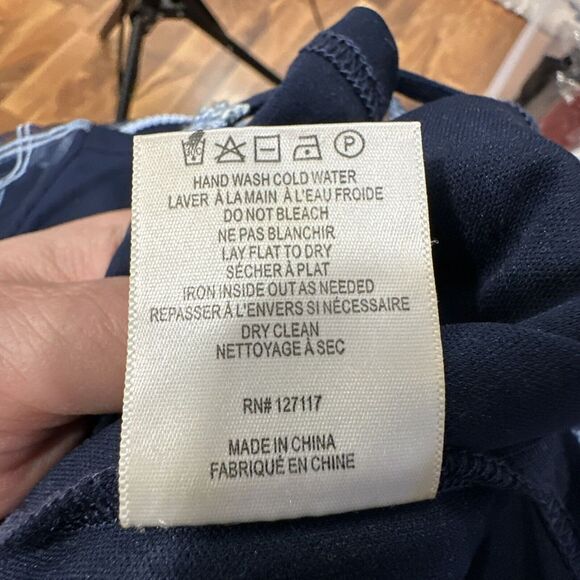 P
HAND WASH COLD WATER
LAVER À LA MAIN À L'EAU FROIDE
DO NOT BLEACH
NE PAS BLANCHIR
LAY FLAT TO DRY
SÉCHER À PLAT
IRON INSIDE OUT AS NEEDED
REPASSER À L'ENVERS SI NÉCESSAIRE
DRY CLEAN
NETTOYAGE À SEC
RN# 127117
MADE IN CHINA
FABRIQUÉ EN CHINE